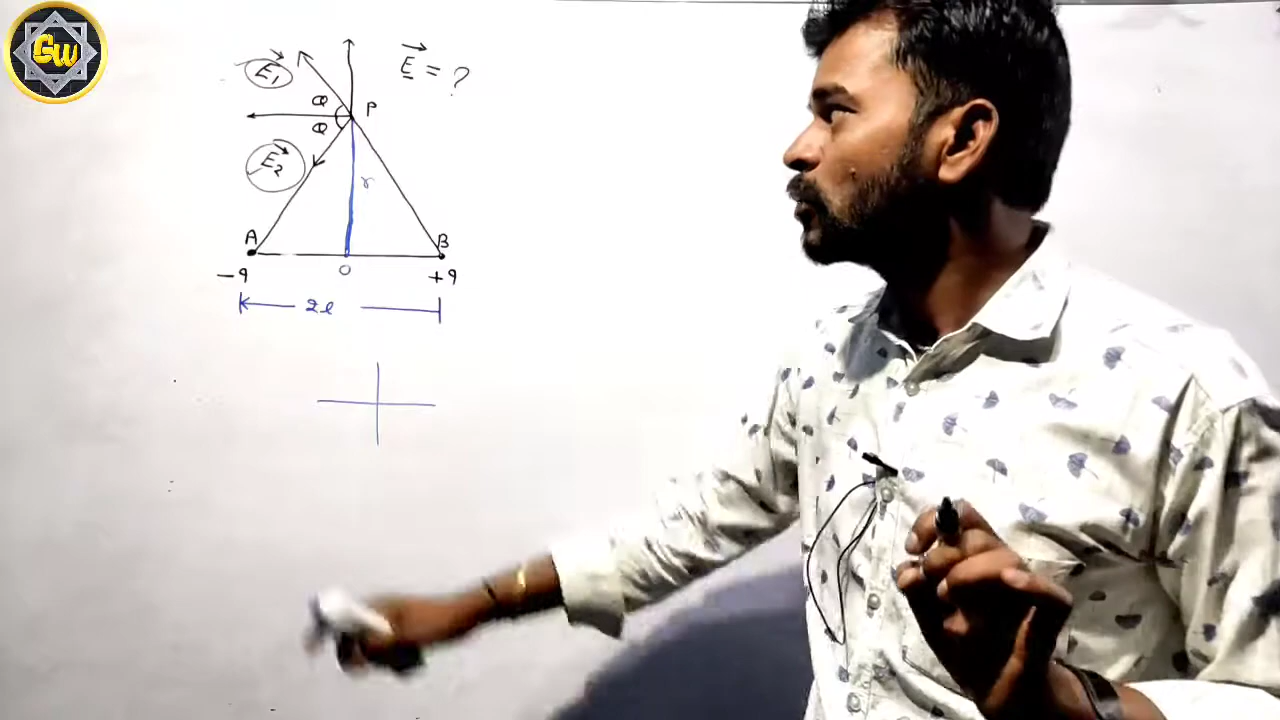 GW
E₁
E⃗ = ?
θ
P
θ
E₂
r
A
B
O
-q
+q
2l